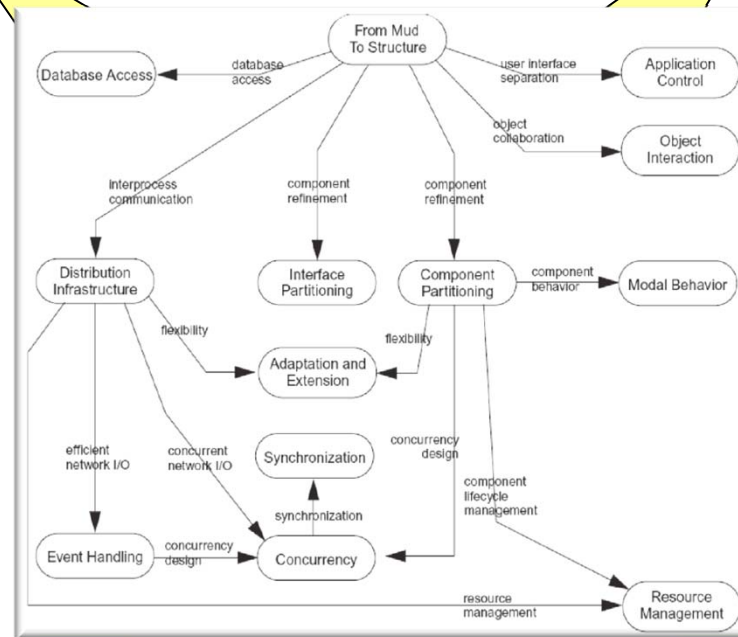 From Mud
To Structure
Database Access
database
access
user interface
separation
Application
Control
object
collaboration
Object
Interaction
interprocess
communication
component
refinement
component
refinement
Distribution
Infrastructure
Interface
Partitioning
Component
Partitioning
component
behavior
Modal Behavior
flexibility
flexibility
Adaptation and
Extension
efficient
network I/O
concurrent
network I/O
Synchronization
concurrency
design
component
lifecycle
management
synchronization
Event Handling
concurrency
design
Concurrency
resource
management
Resource
Management